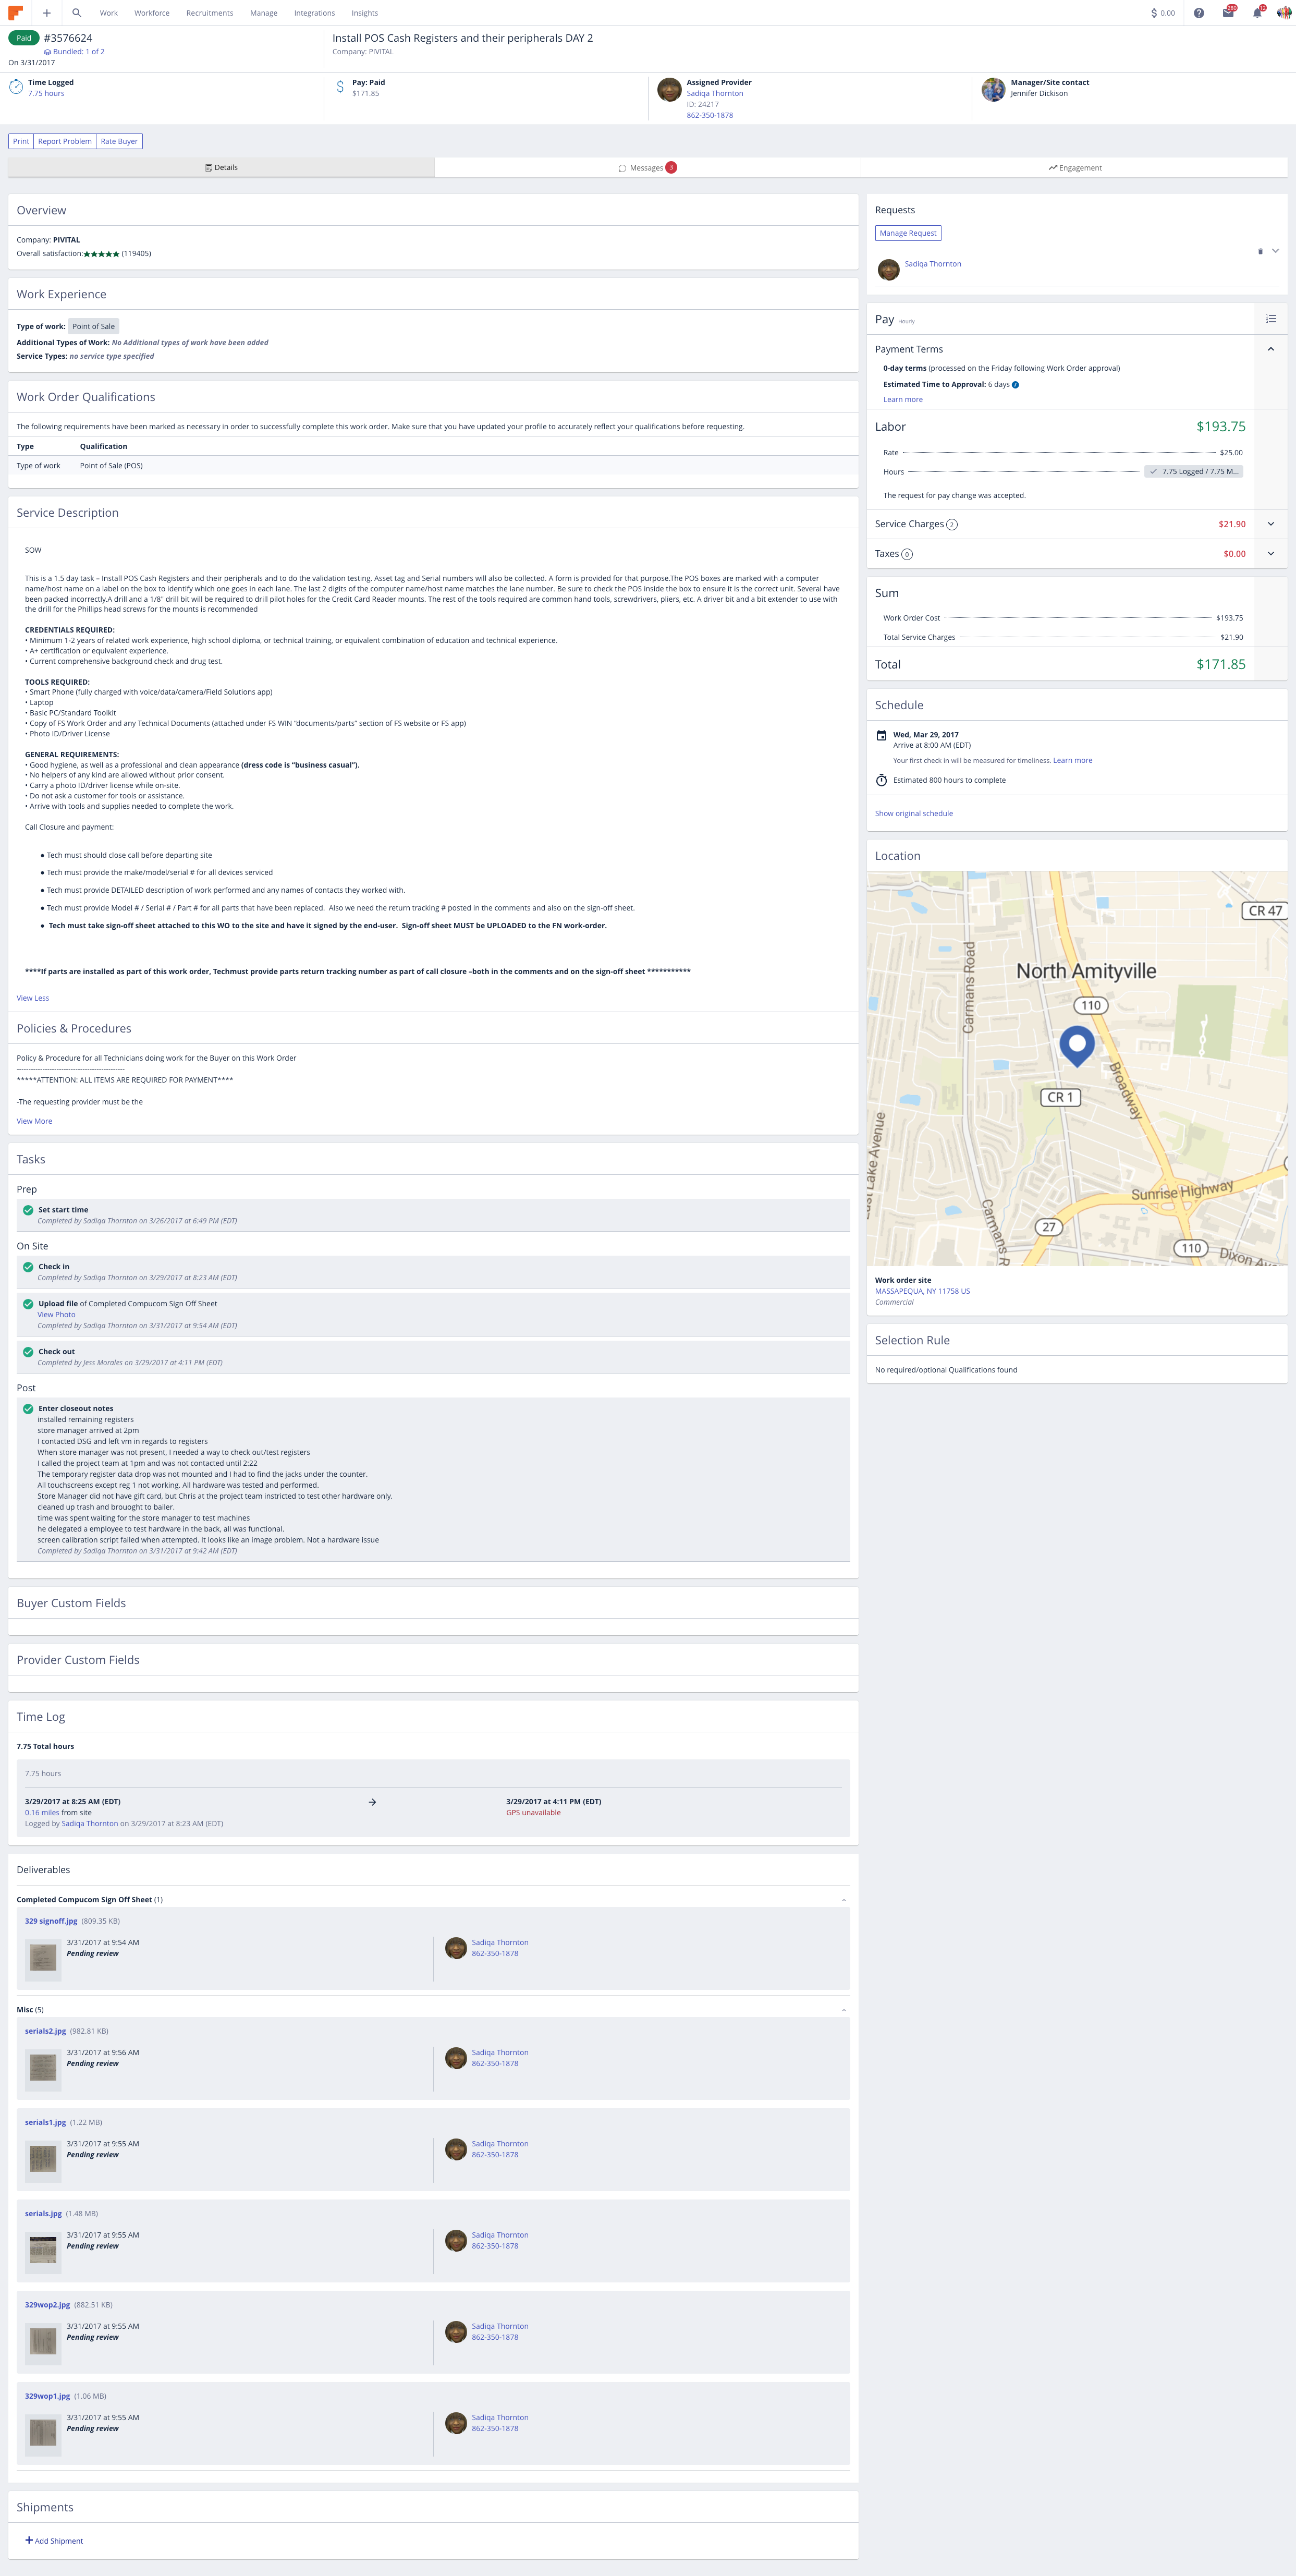 Work Workforce Recruitments Manage Integrations Insights
$ 0.00
Paid #3576624
Bundled: 1 of 2
On 3/31/2017
Install POS Cash Registers and their peripherals DAY 2
Company: PIVITAL
Time Logged
7.75 hours
Pay: Paid
$171.85
Assigned Provider
Sadiqa Thornton
ID: 24217
862-350-1878
Manager/Site contact
Jennifer Dickison
Print Report Problem Rate Buyer
Details Messages 3 Engagement
Overview
Company: PIVITAL
Overall satisfaction:★★★★★ (119405)
Work Experience
Type of work: Point of Sale
Additional Types of Work: No Additional types of work have been added
Service Types: no service type specified
Work Order Qualifications
The following requirements have been marked as necessary in order to successfully complete this work order. Make sure that you have updated your profile to accurately reflect your qualifications before requesting.
Type Qualification
Type of work Point of Sale (POS)
Service Description
SOW
This is a 1.5 day task – Install POS Cash Registers and their peripherals and to do the validation testing. Asset tag and Serial numbers will also be collected. A form is provided for that purpose.The POS boxes are marked with a computer
name/host name on a label on the box to identify which one goes in each lane. The last 2 digits of the computer name/host name matches the lane number. Be sure to check the POS inside the box to ensure it is the correct unit. Several have
been packed incorrectly.A drill and a 1/8" drill bit will be required to drill pilot holes for the Credit Card Reader mounts. The rest of the tools required are common hand tools, screwdrivers, pliers, etc. A driver bit and a bit extender to use with
the drill for the Phillips head screws for the mounts is recommended
CREDENTIALS REQUIRED:
• Minimum 1-2 years of related work experience, high school diploma, or technical training, or equivalent combination of education and technical experience.
• A+ certification or equivalent experience.
• Current comprehensive background check and drug test.
TOOLS REQUIRED:
• Smart Phone (fully charged with voice/data/camera/Field Solutions app)
• Laptop
• Basic PC/Standard Toolkit
• Copy of FS Work Order and any Technical Documents (attached under FS WIN "documents/parts" section of FS website or FS app)
• Photo ID/Driver License
GENERAL REQUIREMENTS:
• Good hygiene, as well as a professional and clean appearance (dress code is "business casual").
• No helpers of any kind are allowed without prior consent.
• Carry a photo ID/driver license while on-site.
• Do not ask a customer for tools or assistance.
• Arrive with tools and supplies needed to complete the work.
Call Closure and payment:
• Tech must should close call before departing site
• Tech must provide the make/model/serial # for all devices serviced
• Tech must provide DETAILED description of work performed and any names of contacts they worked with.
• Tech must provide Model # / Serial # / Part # for all parts that have been replaced. Also we need the return tracking # posted in the comments and also on the sign-off sheet.
• Tech must take sign-off sheet attached to this WO to the site and have it signed by the end-user. Sign-off sheet MUST be UPLOADED to the FN work-order.
****If parts are installed as part of this work order, Techmust provide parts return tracking number as part of call closure –both in the comments and on the sign-off sheet ***********
View Less
Policies & Procedures
Policy & Procedure for all Technicians doing work for the Buyer on this Work Order
----------------------------------------------
*****ATTENTION: ALL ITEMS ARE REQUIRED FOR PAYMENT****
-The requesting provider must be the
View More
Tasks
Prep
Set start time
Completed by Sadiqa Thornton on 3/26/2017 at 6:49 PM (EDT)
On Site
Check in
Completed by Sadiqa Thornton on 3/29/2017 at 8:23 AM (EDT)
Upload file of Completed Compucom Sign Off Sheet
View Photo
Completed by Sadiqa Thornton on 3/31/2017 at 9:54 AM (EDT)
Check out
Completed by Jess Morales on 3/29/2017 at 4:11 PM (EDT)
Post
Enter closeout notes
installed remaining registers
store manager arrived at 2pm
I contacted DSG and left vm in regards to registers
When store manager was not present, I needed a way to check out/test registers
I called the project team at 1pm and was not contacted until 2:22
The temporary register data drop was not mounted and I had to find the jacks under the counter.
All touchscreens except reg 1 not working. All hardware was tested and performed.
Store Manager did not have gift card, but Chris at the project team instricted to test other hardware only.
cleaned up trash and brouoght to bailer.
time was spent waiting for the store manager to test machines
he delegated a employee to test hardware in the back, all was functional.
screen calibration script failed when attempted. It looks like an image problem. Not a hardware issue
Completed by Sadiqa Thornton on 3/31/2017 at 9:42 AM (EDT)
Buyer Custom Fields
Provider Custom Fields
Time Log
7.75 Total hours
7.75 hours
3/29/2017 at 8:25 AM (EDT)
0.16 miles from site
Logged by Sadiqa Thornton on 3/29/2017 at 8:23 AM (EDT)
3/29/2017 at 4:11 PM (EDT)
GPS unavailable
Deliverables
Completed Compucom Sign Off Sheet (1)
329 signoff.jpg (809.35 KB)
3/31/2017 at 9:54 AM
Pending review
Sadiqa Thornton
862-350-1878
Misc (5)
serials2.jpg (982.81 KB)
3/31/2017 at 9:56 AM
Pending review
Sadiqa Thornton
862-350-1878
serials1.jpg (1.22 MB)
3/31/2017 at 9:55 AM
Pending review
Sadiqa Thornton
862-350-1878
serials.jpg (1.48 MB)
3/31/2017 at 9:55 AM
Pending review
Sadiqa Thornton
862-350-1878
329wop2.jpg (882.51 KB)
3/31/2017 at 9:55 AM
Pending review
Sadiqa Thornton
862-350-1878
329wop1.jpg (1.06 MB)
3/31/2017 at 9:55 AM
Pending review
Sadiqa Thornton
862-350-1878
Shipments
Add Shipment
Requests
Manage Request
Sadiqa Thornton
Pay Hourly
Payment Terms
0-day terms (processed on the Friday following Work Order approval)
Estimated Time to Approval: 6 days
Learn more
Labor $193.75
Rate $25.00
Hours 7.75 Logged / 7.75 M...
The request for pay change was accepted.
Service Charges 2 $21.90
Taxes 0 $0.00
Sum
Work Order Cost $193.75
Total Service Charges $21.90
Total $171.85
Schedule
Wed, Mar 29, 2017
Arrive at 8:00 AM (EDT)
Your first check in will be measured for timeliness. Learn more
Estimated 800 hours to complete
Show original schedule
Location
CR 47
Carmans Road
North Amityville
110
CR 1
Broadway
East Lake Avenue
Sunrise Highway
Carmans R
27
110
Dixon Ave
Work order site
MASSAPEQUA, NY 11758 US
Commercial
Selection Rule
No required/optional Qualifications found